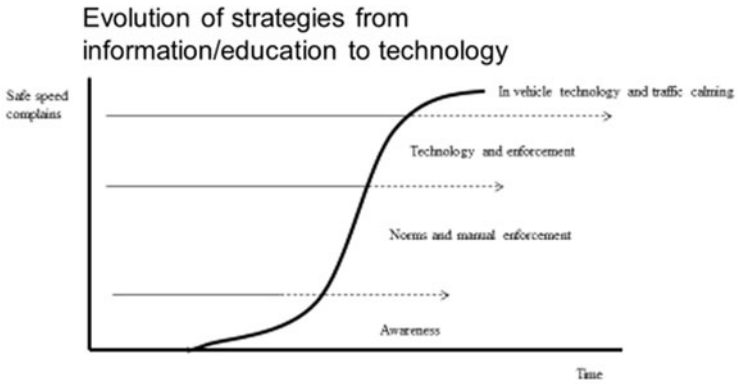 Evolution of strategies from
information/education to technology
Safe speed
complains
In vehicle technology and traffic calming
Technology and enforcement
Norms and manual enforcement
Awareness
Time